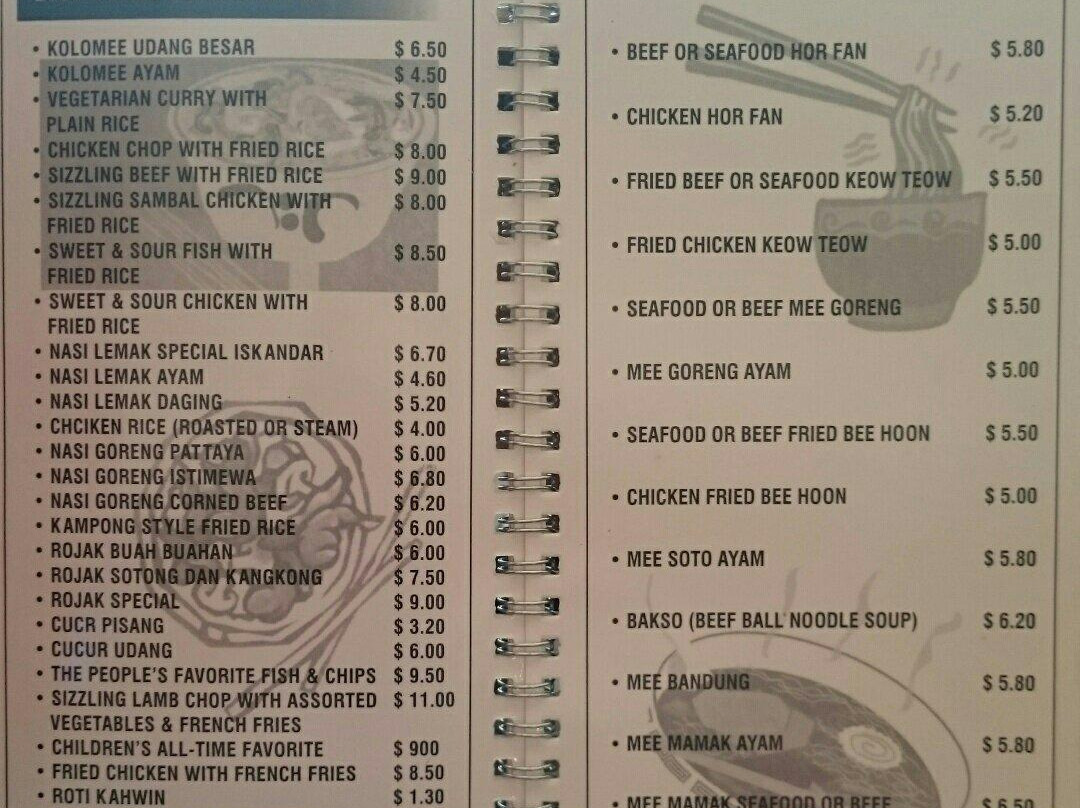 • KOLOMEE UDANG BESAR $ 6.50
• KOLOMEE AYAM $ 4.50
• VEGETARIAN CURRY WITH $ 7.50
PLAIN RICE
• CHICKEN CHOP WITH FRIED RICE $ 8.00
• SIZZLING BEEF WITH FRIED RICE $ 9.00
• SIZZLING SAMBAL CHICKEN WITH $ 8.00
FRIED RICE
• SWEET & SOUR FISH WITH $ 8.50
FRIED RICE
• SWEET & SOUR CHICKEN WITH $ 8.00
FRIED RICE
• NASI LEMAK SPECIAL ISKANDAR $ 6.70
• NASI LEMAK AYAM $ 4.60
• NASI LEMAK DAGING $ 5.20
• CHCIKEN RICE (ROASTED OR STEAM) $ 4.00
• NASI GORENG PATTAYA $ 6.00
• NASI GORENG ISTIMEWA $ 6.80
• NASI GORENG CORNED BEEF $ 6.20
• KAMPONG STYLE FRIED RICE $ 6.00
• ROJAK BUAH BUAHAN $ 6.00
• ROJAK SOTONG DAN KANGKONG $ 7.50
• ROJAK SPECIAL $ 9.00
• CUCR PISANG $ 3.20
• CUCUR UDANG $ 6.00
• THE PEOPLE'S FAVORITE FISH & CHIPS $ 9.50
• SIZZLING LAMB CHOP WITH ASSORTED $ 11.00
VEGETABLES & FRENCH FRIES
• CHILDREN'S ALL-TIME FAVORITE $ 900
• FRIED CHICKEN WITH FRENCH FRIES $ 8.50
• ROTI KAHWIN $ 1.30
• BEEF OR SEAFOOD HOR FAN $ 5.80
• CHICKEN HOR FAN $ 5.20
• FRIED BEEF OR SEAFOOD KEOW TEOW $ 5.50
• FRIED CHICKEN KEOW TEOW $ 5.00
• SEAFOOD OR BEEF MEE GORENG $ 5.50
• MEE GORENG AYAM $ 5.00
• SEAFOOD OR BEEF FRIED BEE HOON $ 5.50
• CHICKEN FRIED BEE HOON $ 5.00
• MEE SOTO AYAM $ 5.80
• BAKSO (BEEF BALL NOODLE SOUP) $ 6.20
• MEE BANDUNG $ 5.80
• MEE MAMAK AYAM $ 5.80
• MEE MAMAK SEAFOOD OR BEEF $ 6.50